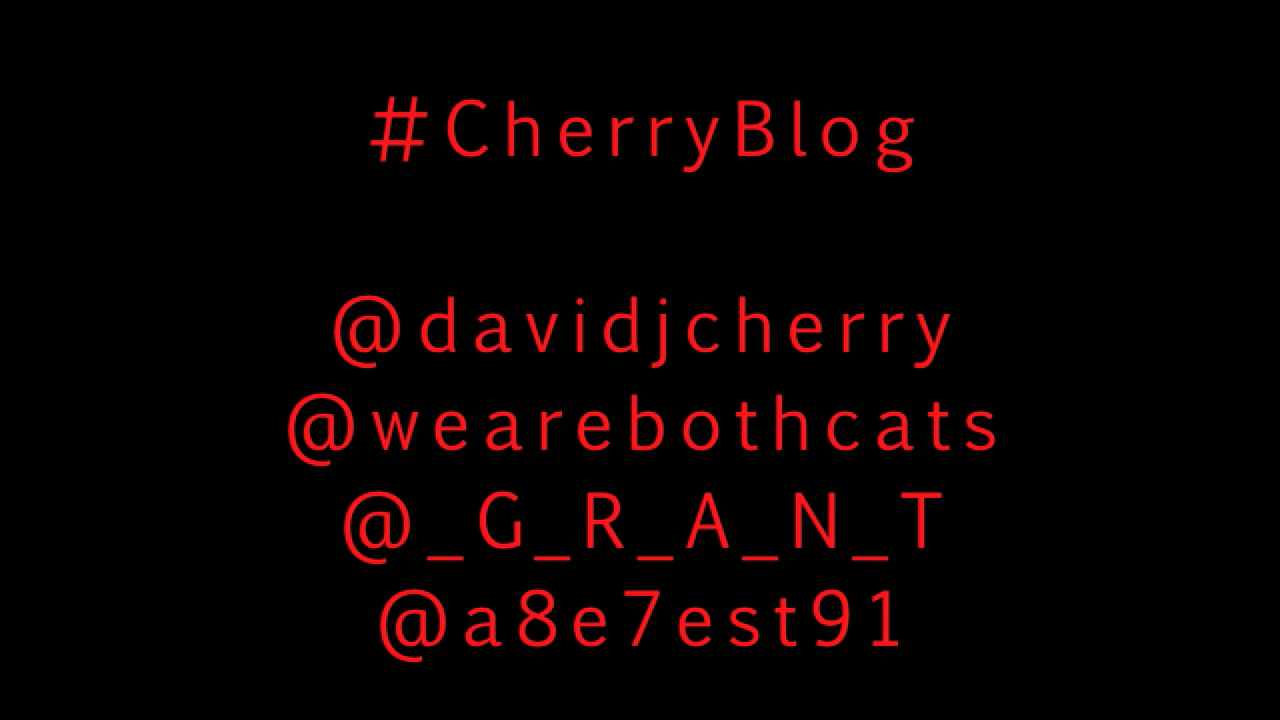 #CherryBlog
@davidjcherry
@wearebothcats
@_G_R_A_N_T
@a8e7est91